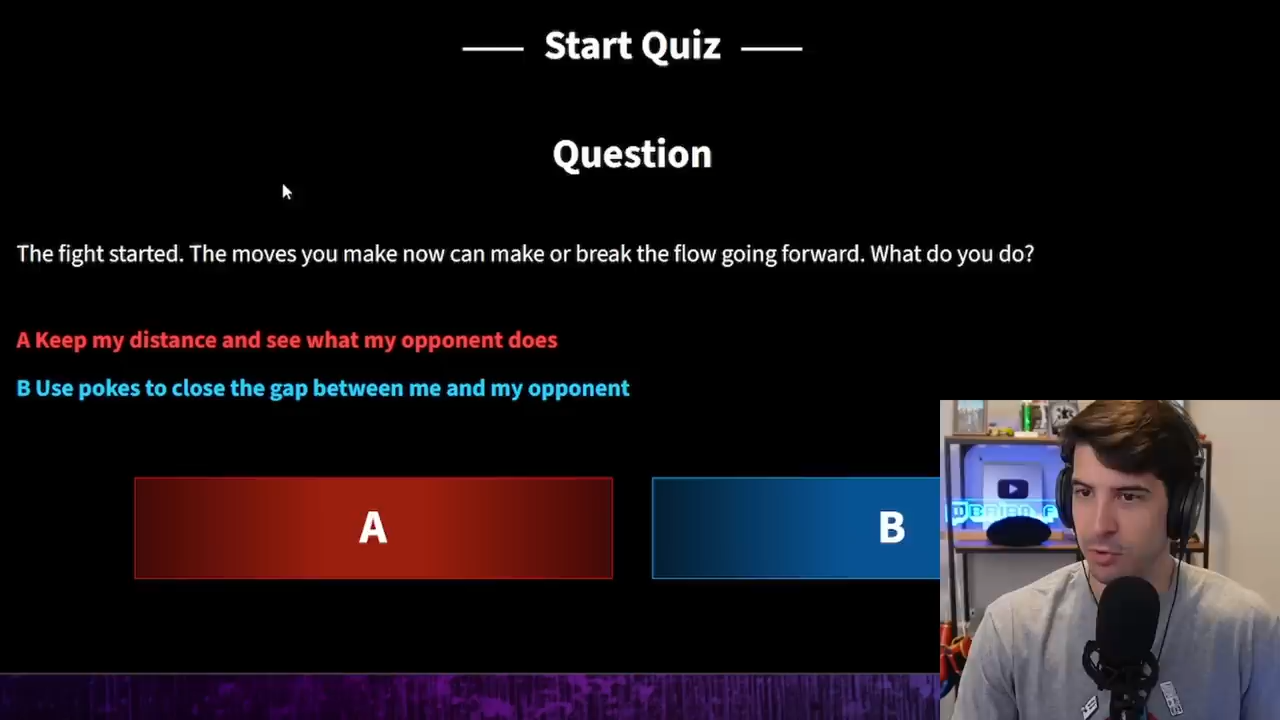 Start Quiz
Question
The fight started. The moves you make now can make or break the flow going forward. What do you do?
A Keep my distance and see what my opponent does
B Use pokes to close the gap between me and my opponent
A
B